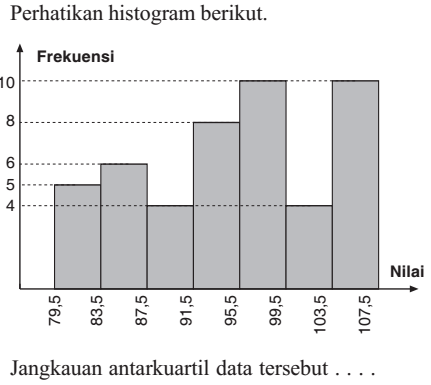 Perhatikan histogram berikut.
Frekuensi
10
8
6
5
4
Nilai
79,5 83,5 87,5 91,5 95,5 99,5 103,5 107,5
Jangkauan antarkuartil data tersebut . . . .